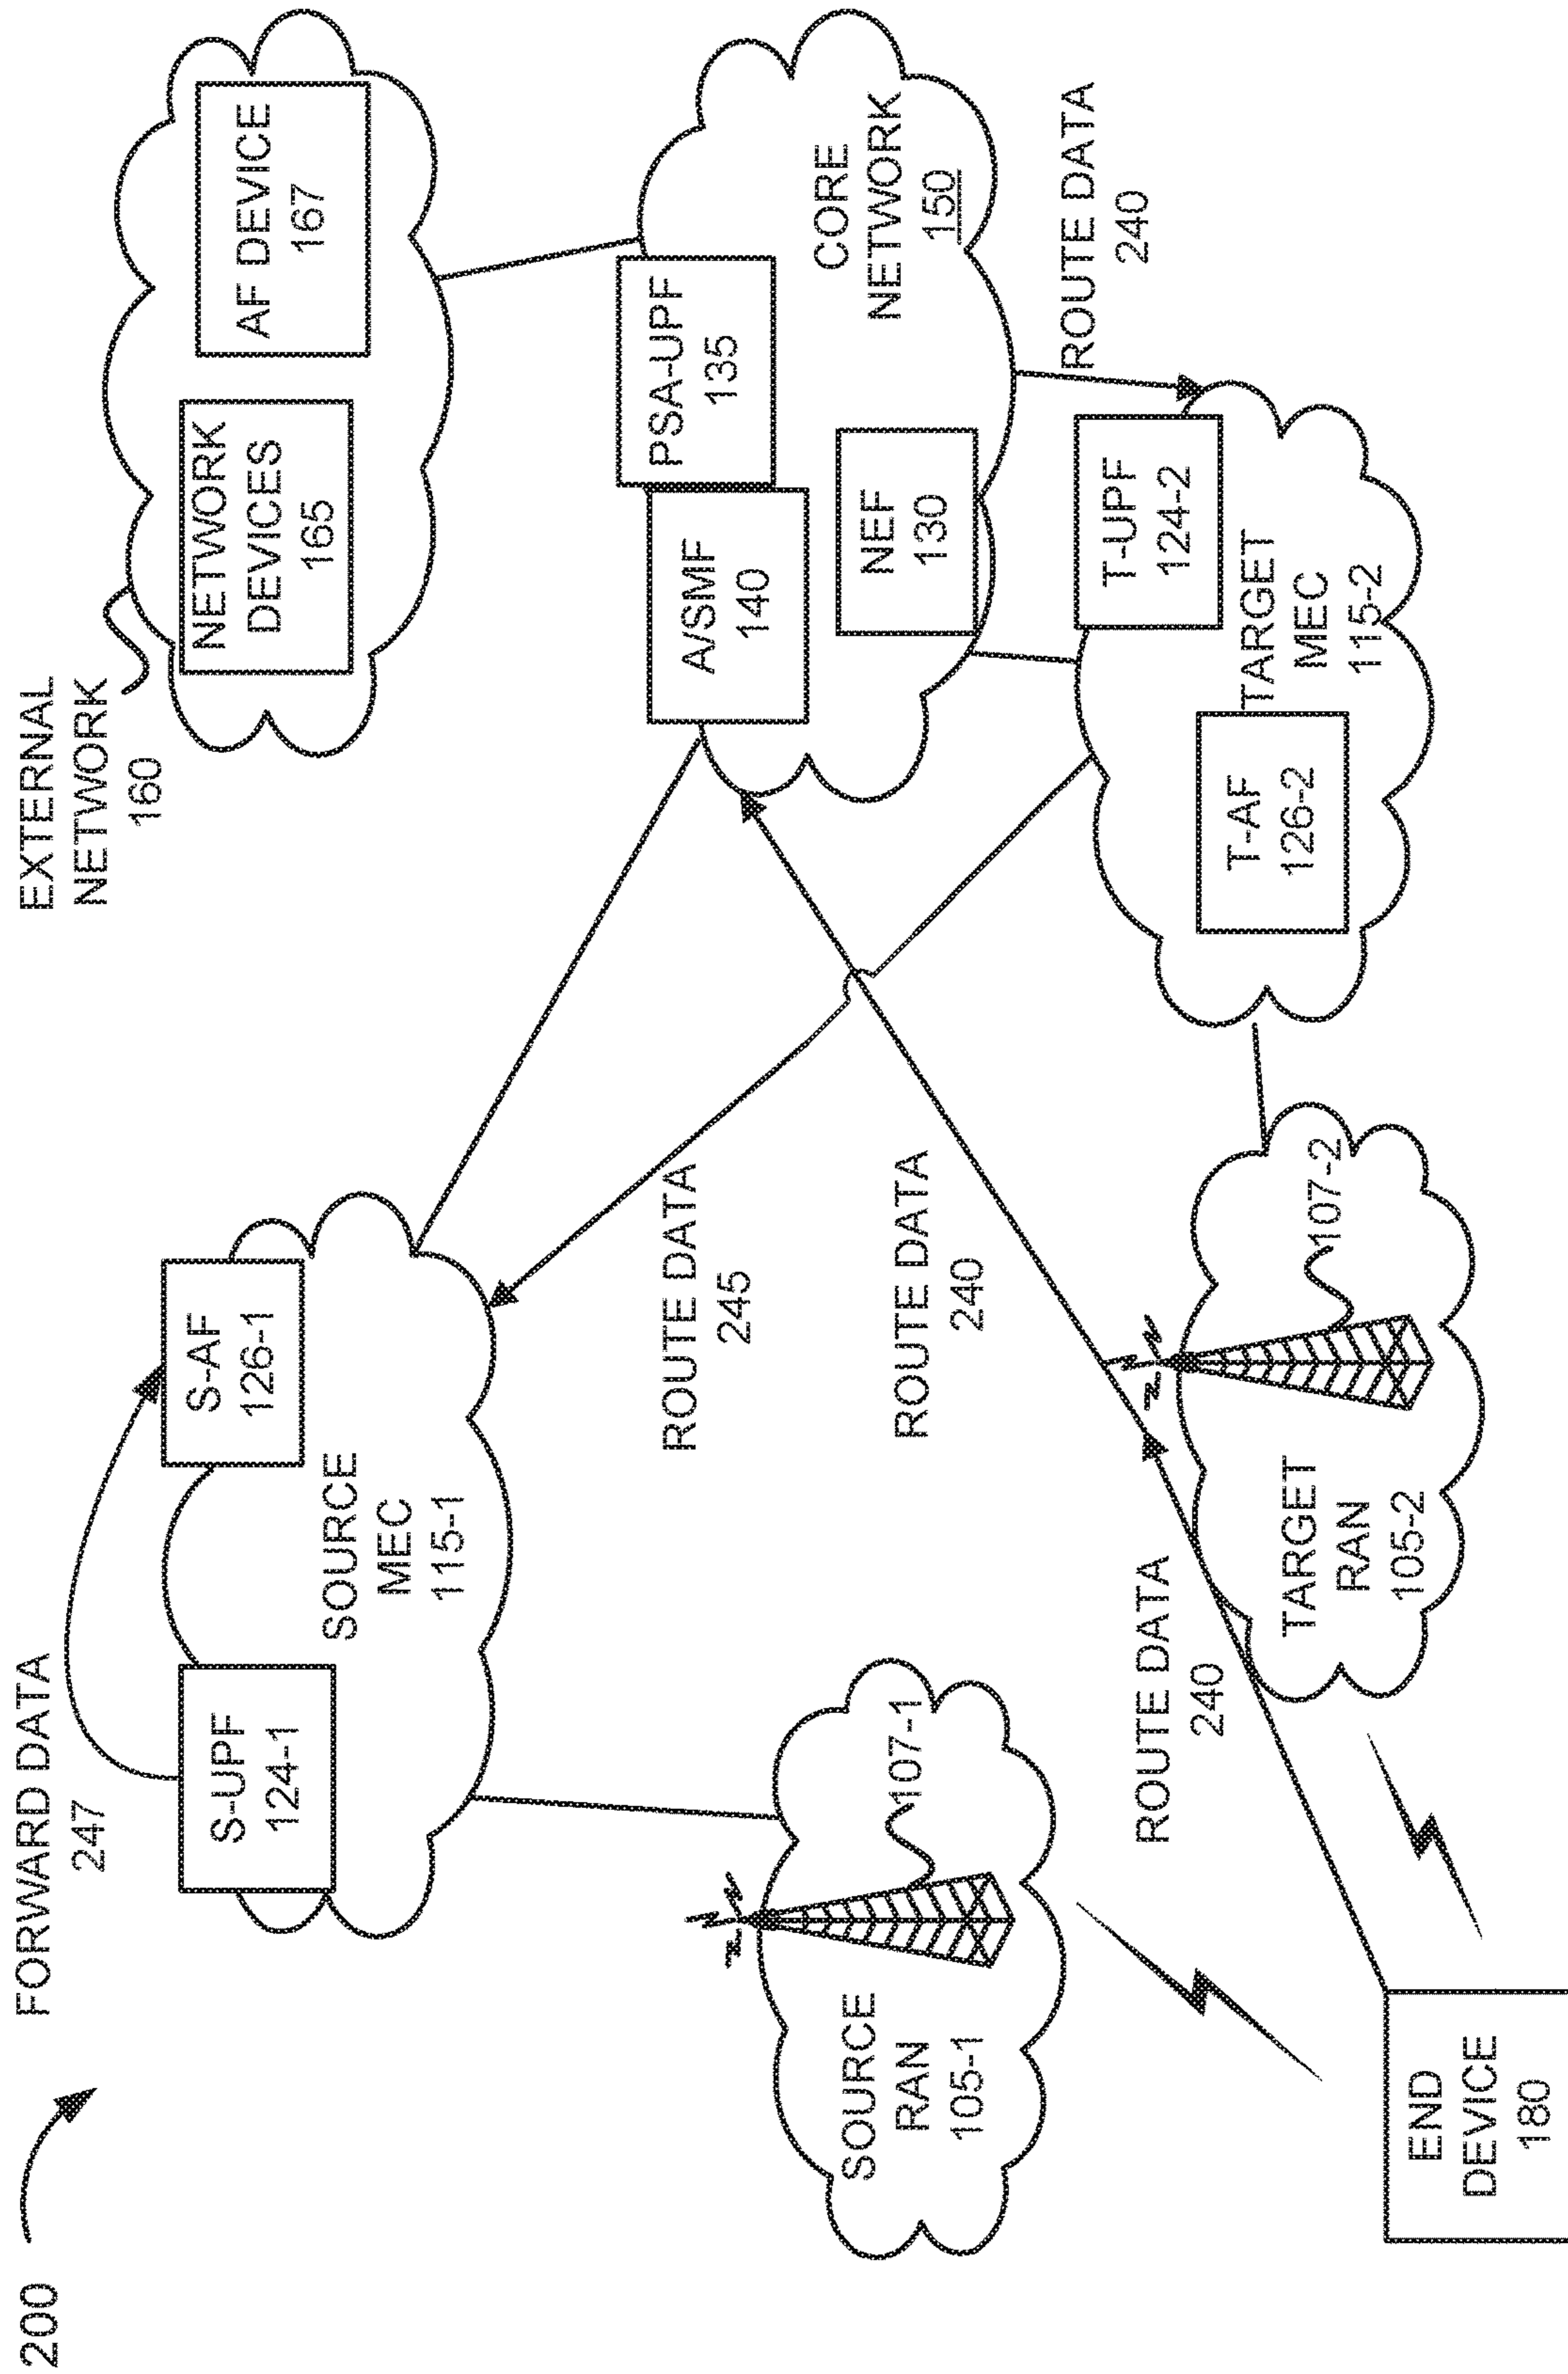 200
FORWARD DATA
247
EXTERNAL
NETWORK
160
S-UPF
124-1
S-AF
126-1
SOURCE
MEC
115-1
NETWORK
DEVICES
165
AF DEVICE
167
ROUTE DATA
245
A/SMF
140
PSA-UPF
135
NEF
130
CORE
NETWORK
150
SOURCE
RAN
105-1
107-1
ROUTE DATA
240
ROUTE DATA
240
ROUTE DATA
240
T-UPF
124-2
T-AF
126-2
TARGET
MEC
115-2
TARGET
RAN
105-2
107-2
END
DEVICE
180